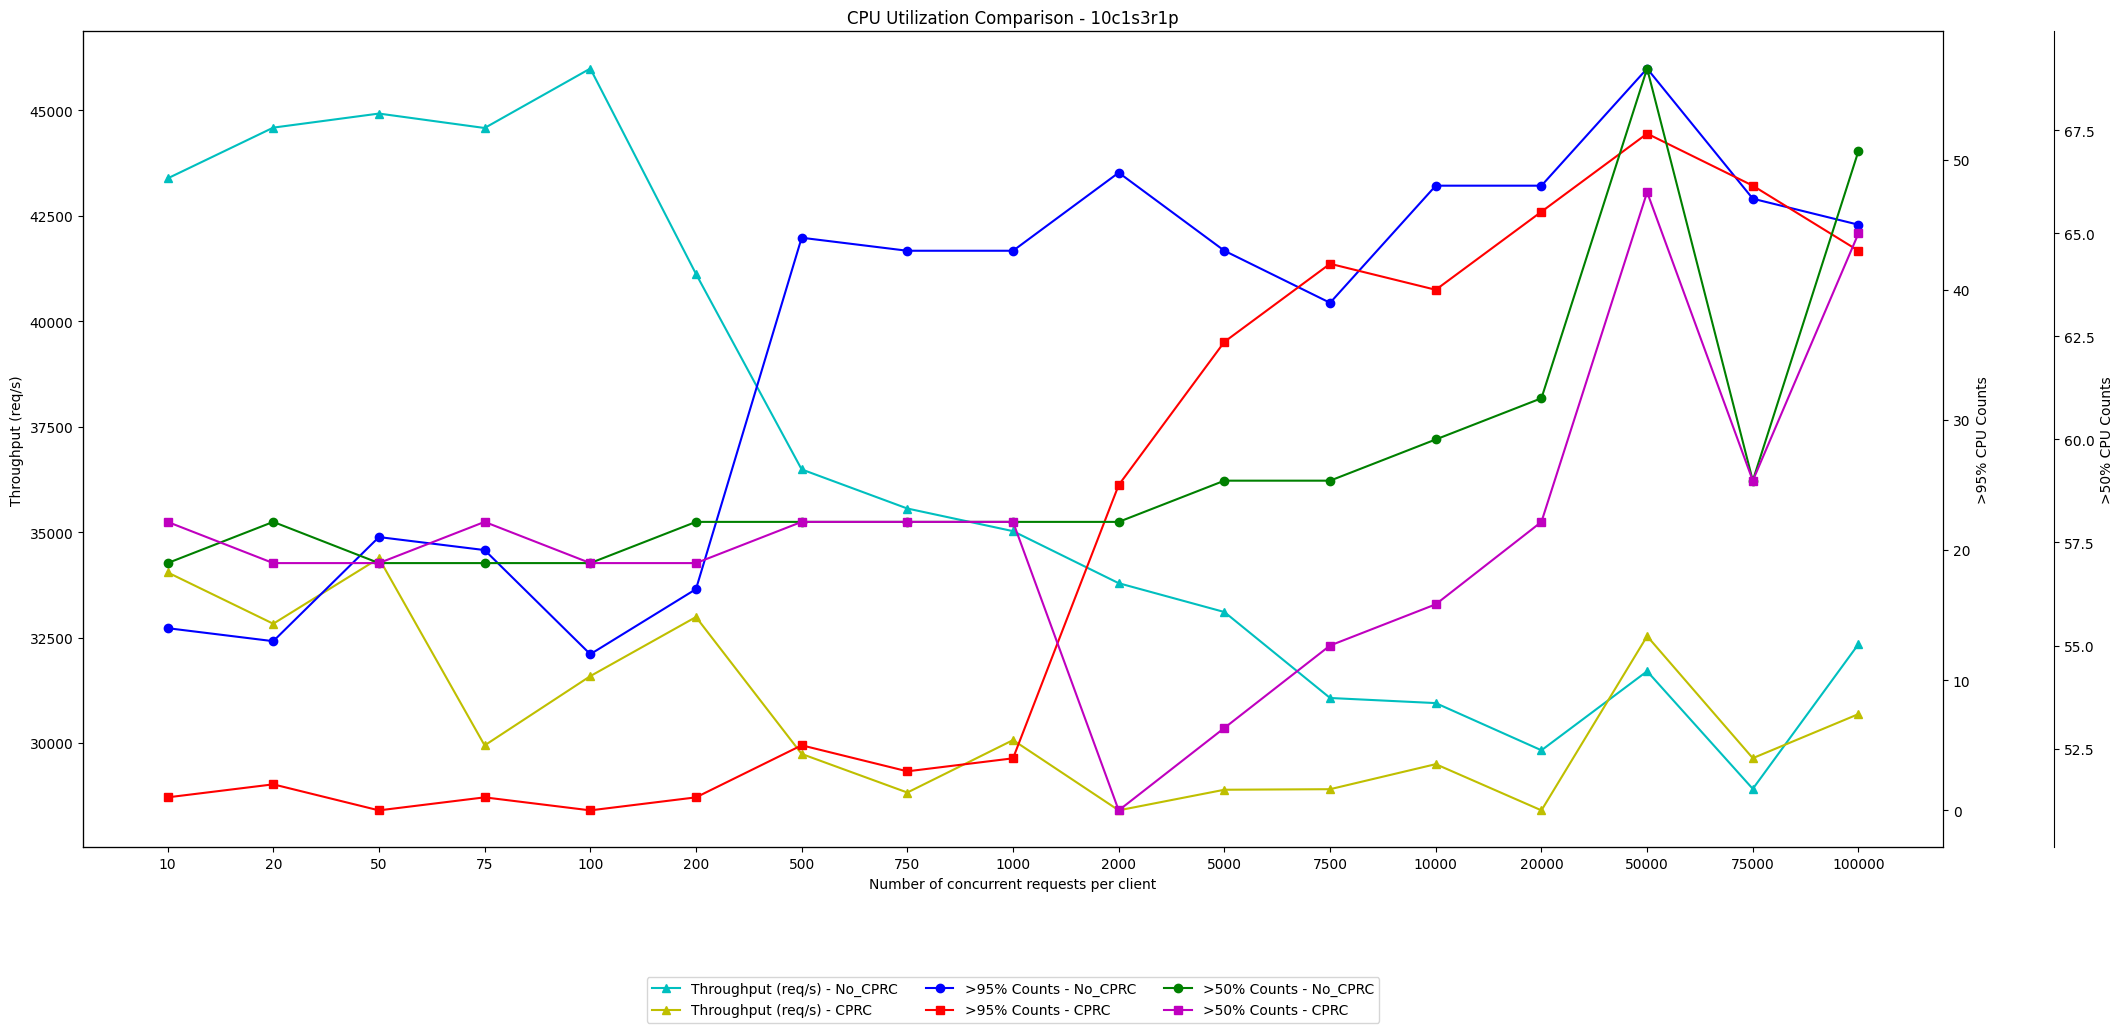 CPU Utilization Comparison - 10c1s3r1p
Throughput (req/s)
45000
42500
40000
37500
35000
32500
30000
50
40
30
20
10
0
>95% CPU Counts
67.5
65.0
62.5
60.0
57.5
55.0
52.5
>50% CPU Counts
10 20 50 75 100 200 500 750 1000 2000 5000 7500 10000 20000 50000 75000 100000
Number of concurrent requests per client
Throughput (req/s) - No_CPRC >95% Counts - No_CPRC >50% Counts - No_CPRC
Throughput (req/s) - CPRC >95% Counts - CPRC >50% Counts - CPRC